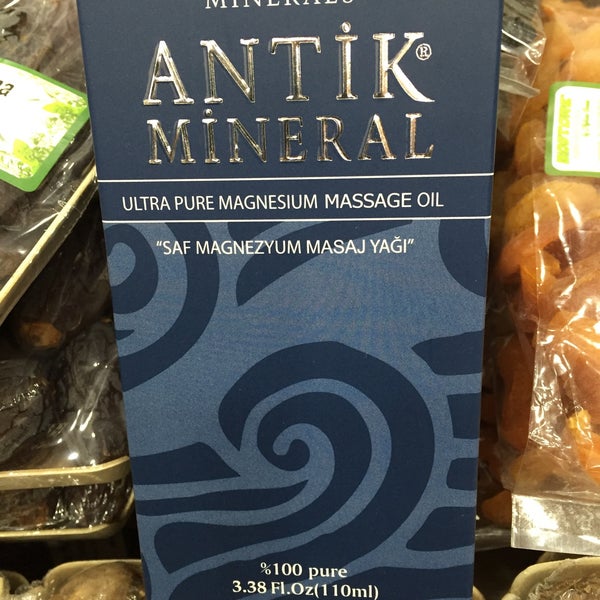 MINERALS
ANTİK®
MİNERAL
ULTRA PURE MAGNESIUM MASSAGE OIL
“SAF MAGNEZYUM MASAJ YAĞI”
%100 pure
3.38 Fl.Oz(110ml)